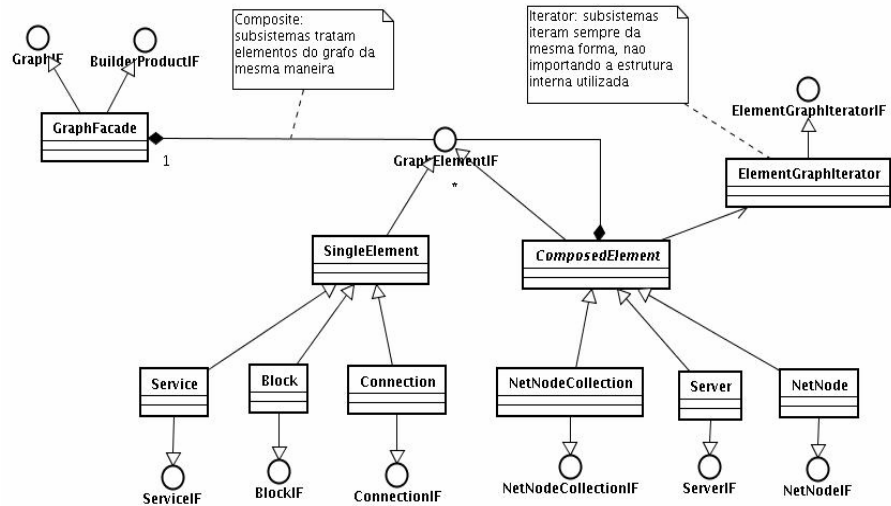 Composite:
subsistemas tratam
elementos do grafo da
mesma maneira
Iterator: subsistemas
iteram sempre da
mesma forma, nao
importando a estrutura
interna utilizada
GraphIF
BuilderProductIF
ElementGraphIteratorIF
GraphFacade
1
GraphElementIF
*
ElementGraphIterator
SingleElement
ComposedElement
Service
Block
Connection
NetNodeCollection
Server
NetNode
ServiceIF
BlockIF
ConnectionIF
NetNodeCollectionIF
ServerIF
NetNodeIF